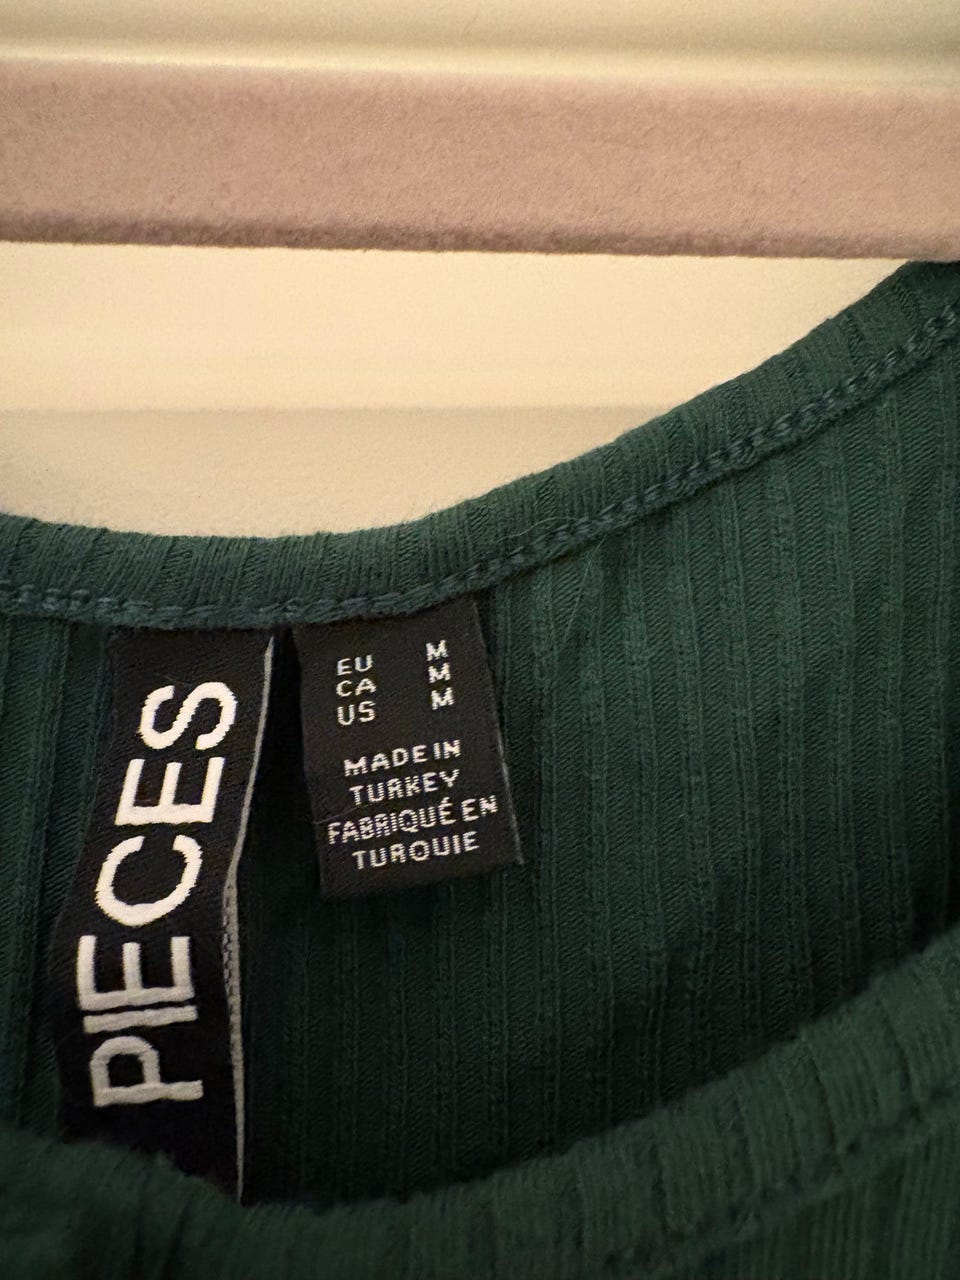 PIECES
EU M
CA M
US M
MADE IN
TURKEY
FABRIQUÉ EN
TURQUIE